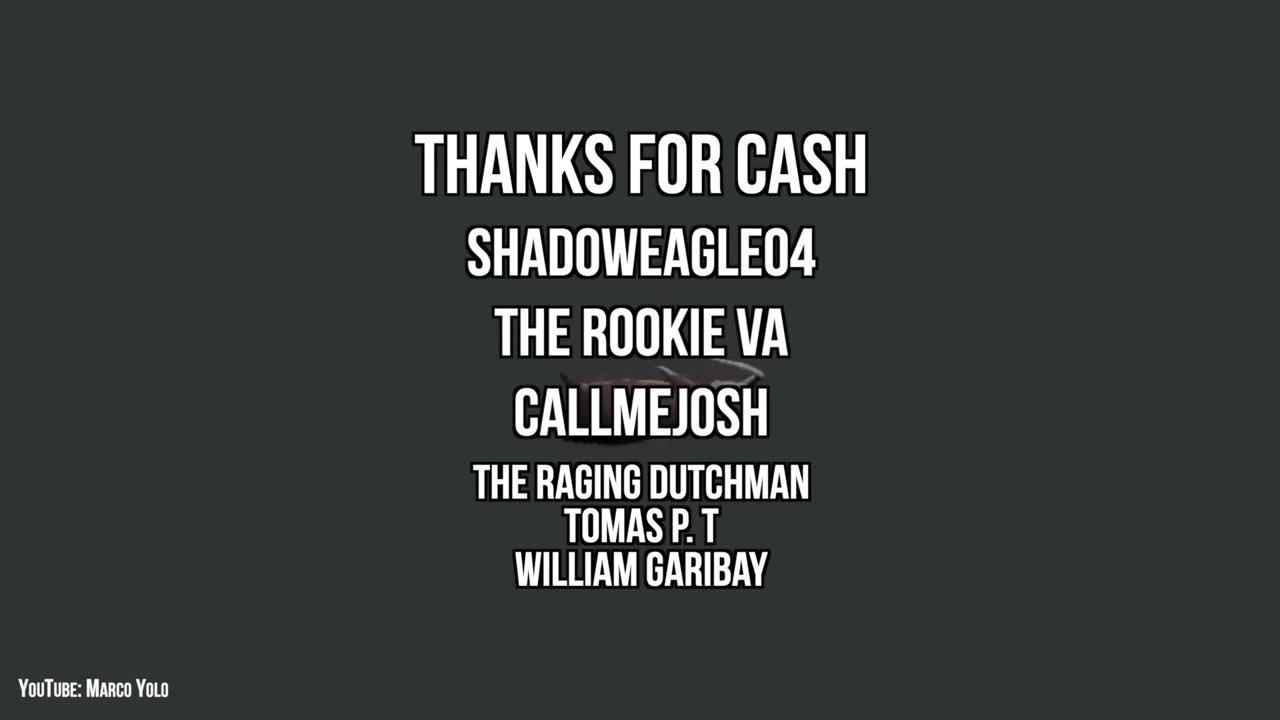 THANKS FOR CASH
SHADOWEAGLE04
THE ROOKIE VA
CALLMEJOSH
THE RAGING DUTCHMAN
TOMAS P. T
WILLIAM GARIBAY
YouTube: Marco Yolo